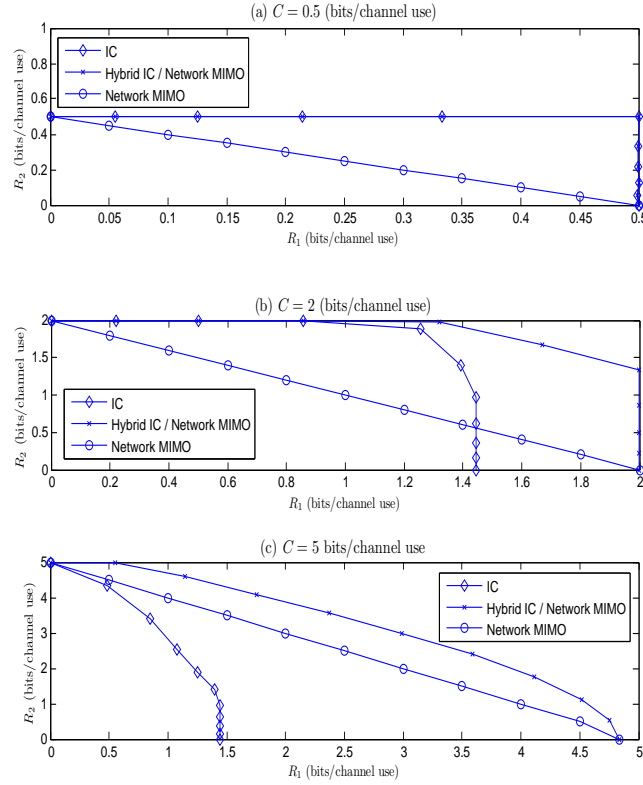 (a) C = 0.5 (bits/channel use)
1
0.8
0.6
0.4
0.2
0
R2 (bits/channel use)
IC
Hybrid IC / Network MIMO
Network MIMO
0 0.05 0.1 0.15 0.2 0.25 0.3 0.35 0.4 0.45 0.5
R1 (bits/channel use)
(b) C = 2 (bits/channel use)
2
1.5
1
0.5
0
R2 (bits/channel use)
IC
Hybrid IC / Network MIMO
Network MIMO
0 0.2 0.4 0.6 0.8 1 1.2 1.4 1.6 1.8 2
R1 (bits/channel use)
(c) C = 5 bits/channel use
5
4
3
2
1
0
R2 (bits/channel use)
IC
Hybrid IC / Network MIMO
Network MIMO
0 0.5 1 1.5 2 2.5 3 3.5 4 4.5 5
R1 (bits/channel use)